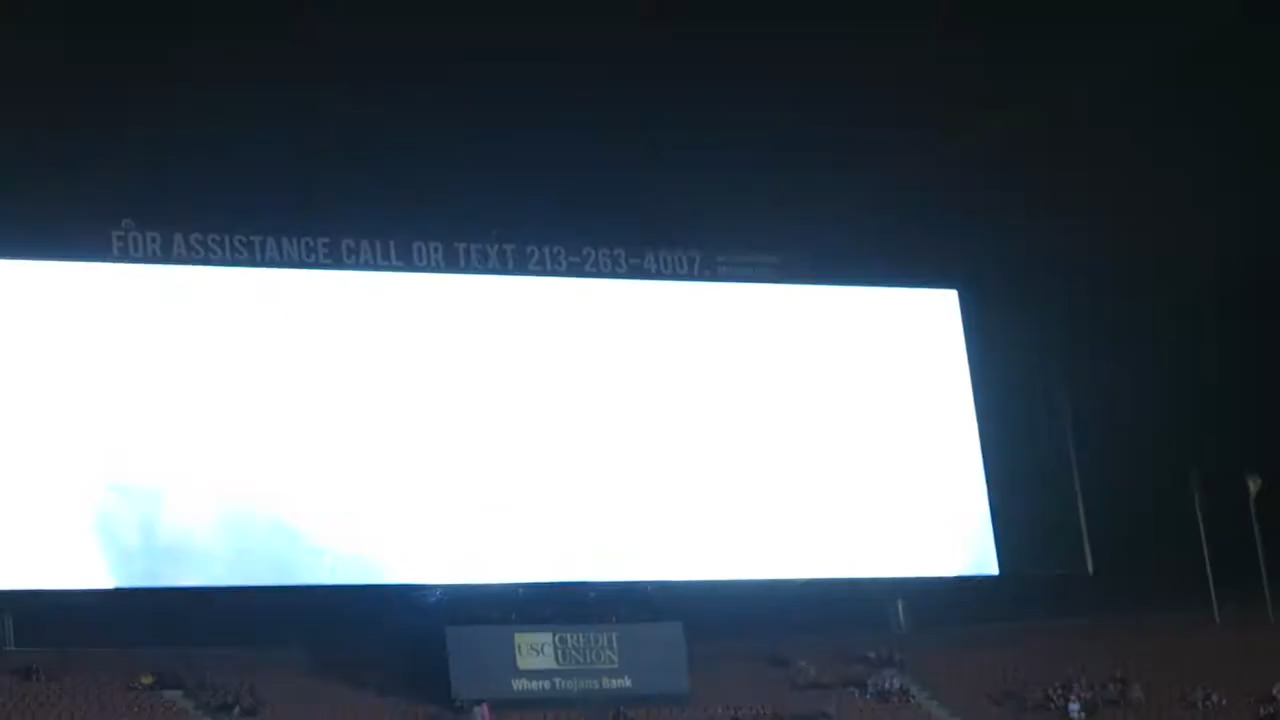 FOR ASSISTANCE CALL OR TEXT 213-263-4007.
USC CREDIT
UNION
Where Trojans Bank